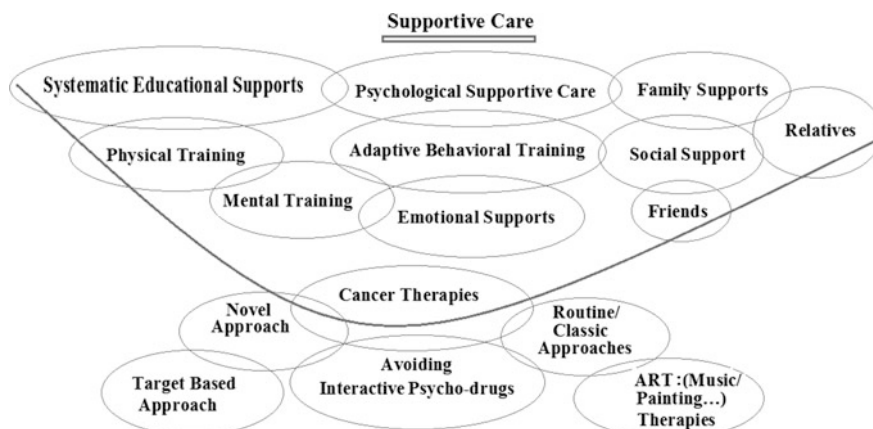 Supportive Care
Systematic Educational Supports
Psychological Supportive Care
Family Supports
Relatives
Physical Training
Adaptive Behavioral Training
Social Support
Mental Training
Emotional Supports
Friends
Cancer Therapies
Novel
Approach
Routine/
Classic
Approaches
Target Based
Approach
Avoiding
Interactive Psycho-drugs
ART:(Music/
Painting...)
Therapies